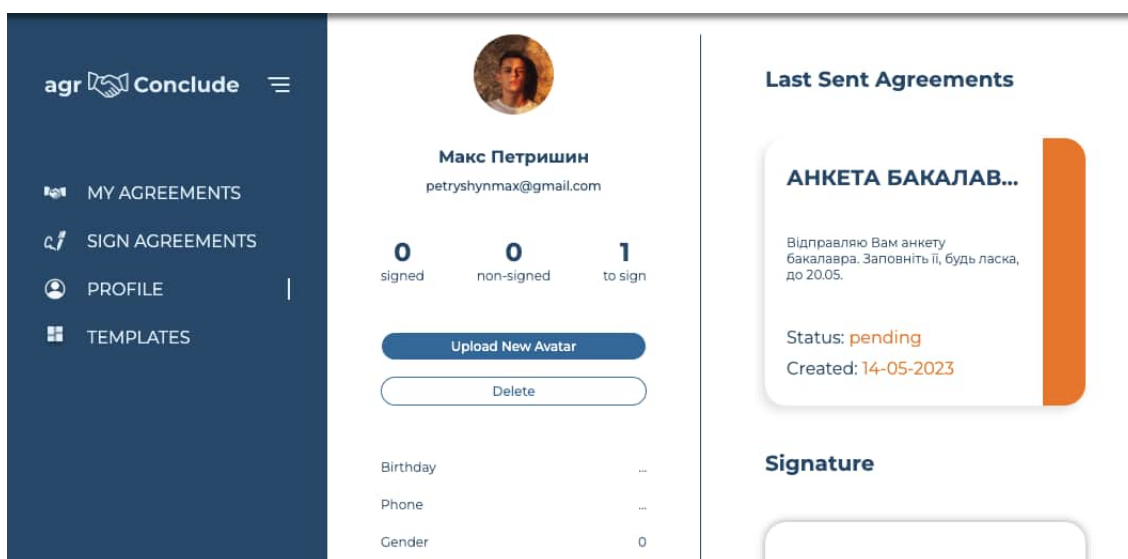 agr Conclude
MY AGREEMENTS
SIGN AGREEMENTS
PROFILE
TEMPLATES
Макс Петришин
petryshynmax@gmail.com
0 0 1
signed non-signed to sign
Upload New Avatar
Delete
Birthday ...
Phone ...
Gender 0
Last Sent Agreements
АНКЕТА БАКАЛАВ...
Відправляю Вам анкету
бакалавра. Заповніть її, будь ласка,
до 20.05.
Status: pending
Created: 14-05-2023
Signature